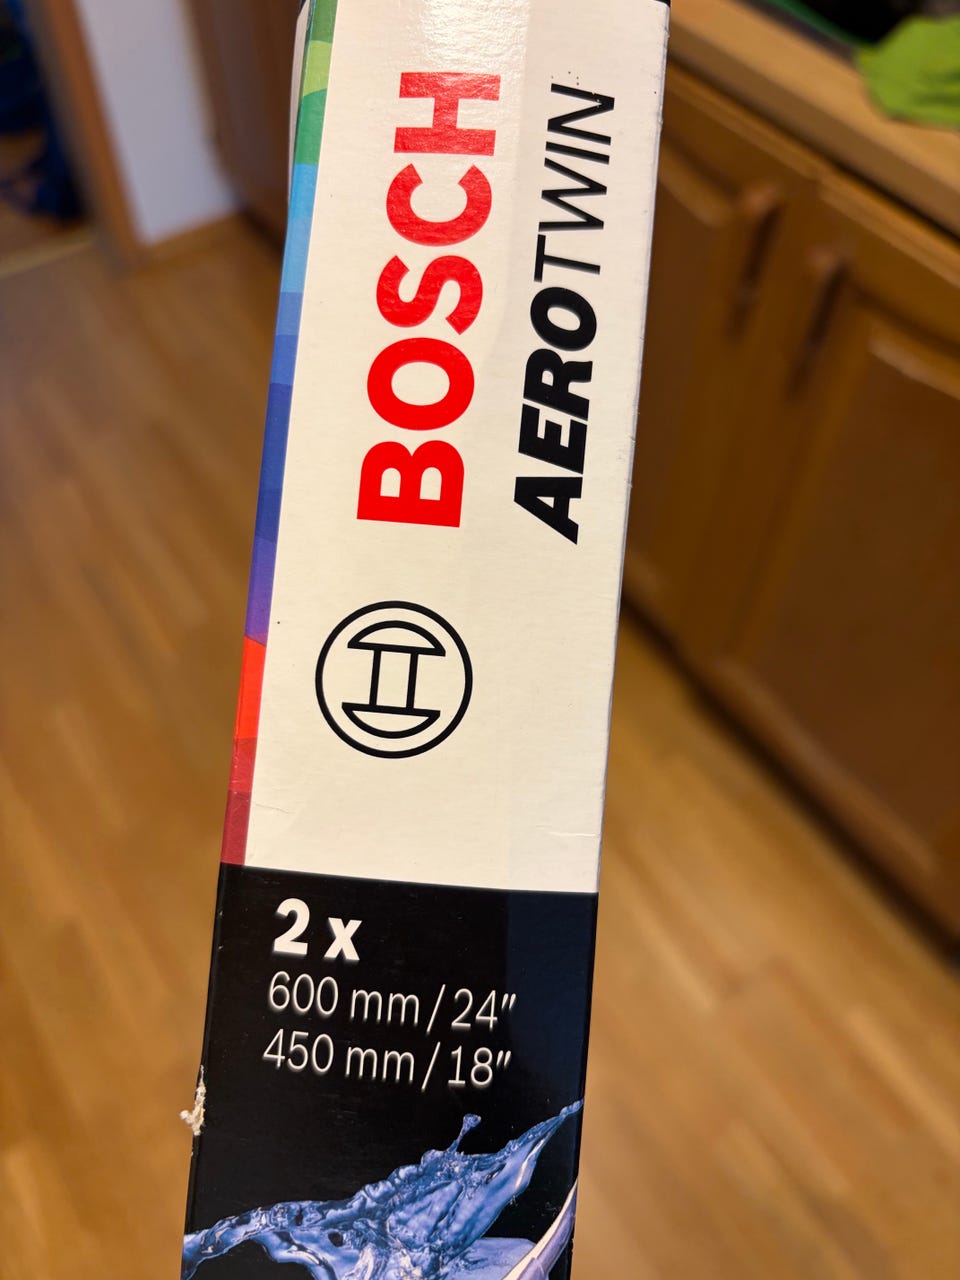 BOSCH
AEROTWIN
2 x
600 mm / 24"
450 mm / 18"